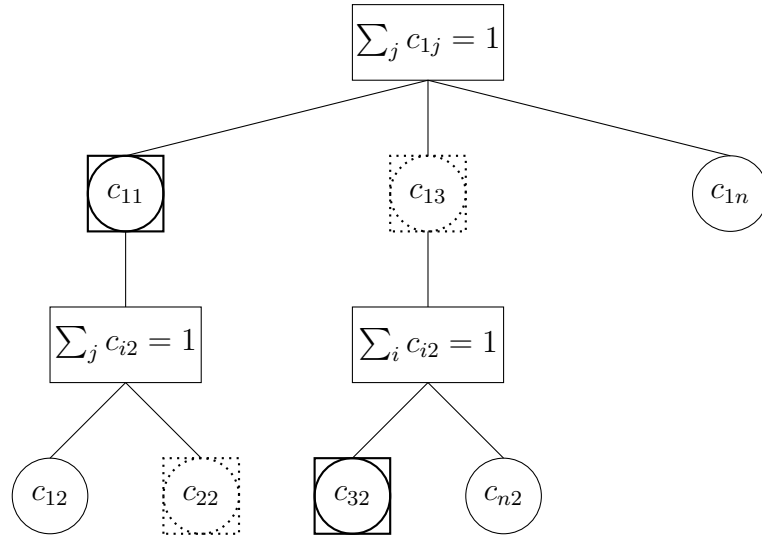 ∑_j c_{1j} = 1
c_{11} c_{13} c_{1n}
∑_j c_{i2} = 1 ∑_i c_{i2} = 1
c_{12} c_{22} c_{32} c_{n2}